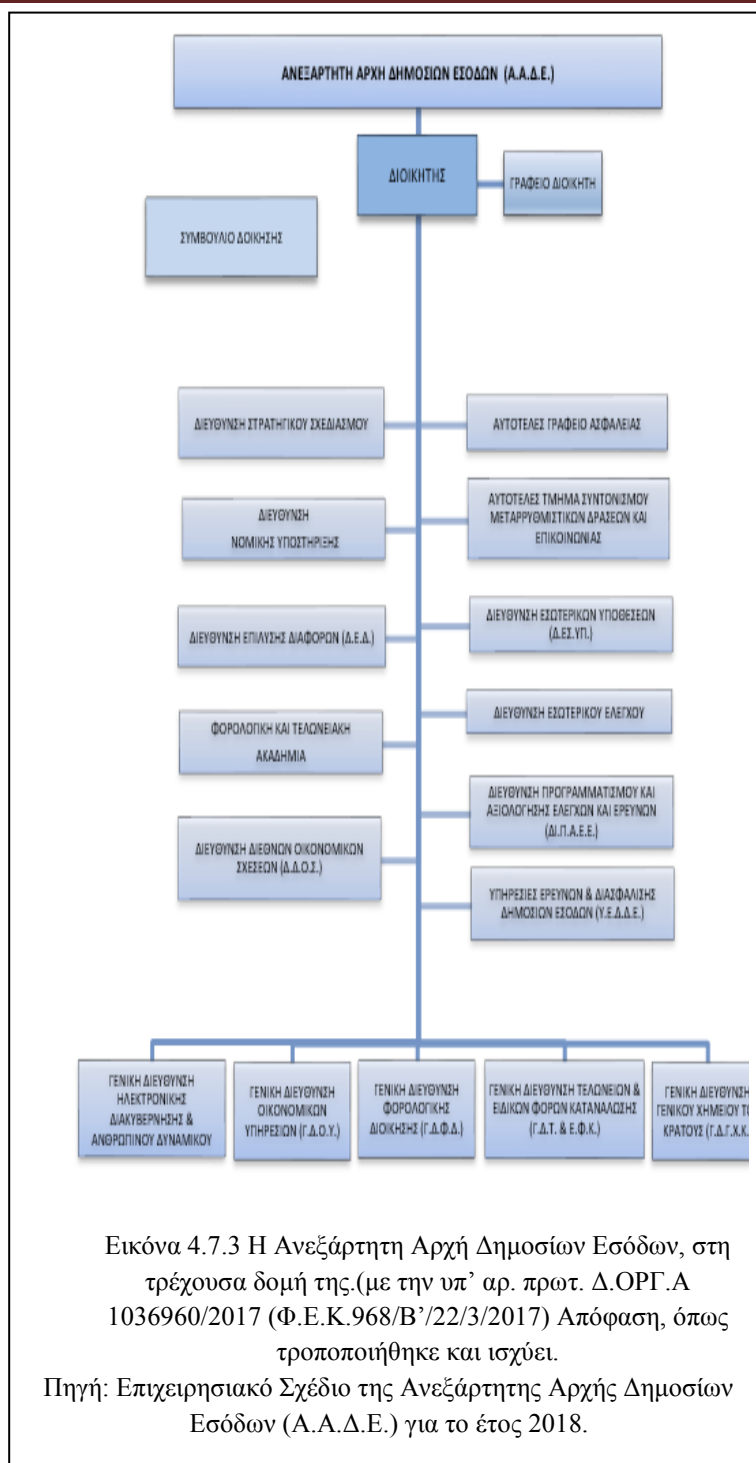 ΑΝΕΞΑΡΤΗΤΗ ΑΡΧΗ ΔΗΜΟΣΙΩΝ ΕΣΟΔΩΝ (Α.Α.Δ.Ε.)
ΔΙΟΙΚΗΤΗΣ
ΓΡΑΦΕΙΟ ΔΙΟΙΚΗΤΗ
ΣΥΜΒΟΥΛΙΟ ΔΟΙΚΗΣΗΣ
ΔΙΕΥΘΥΝΣΗ ΣΤΡΑΤΗΓΙΚΟΥ ΣΧΕΔΙΑΣΜΟΥ
ΑΥΤΟΤΕΛΕΣ ΓΡΑΦΕΙΟ ΑΣΦΑΛΕΙΑΣ
ΔΙΕΥΘΥΝΣΗ
ΝΟΜΙΚΗΣ ΥΠΟΣΤΗΡΙΞΗΣ
ΑΥΤΟΤΕΛΕΣ ΤΜΗΜΑ ΣΥΝΤΟΝΙΣΜΟΥ
ΜΕΤΑΡΡΥΘΜΙΣΤΙΚΩΝ ΔΡΑΣΕΩΝ ΚΑΙ
ΕΠΙΚΟΙΝΩΝΙΑΣ
ΔΙΕΥΘΥΝΣΗ ΕΠΙΛΥΣΗΣ ΔΙΑΦΟΡΩΝ (Δ.Ε.Δ.)
ΔΙΕΥΘΥΝΣΗ ΕΣΩΤΕΡΙΚΩΝ ΥΠΟΘΕΣΕΩΝ
(Δ.ΕΣ.ΥΠ.)
ΦΟΡΟΛΟΓΙΚΗ ΚΑΙ ΤΕΛΩΝΕΙΑΚΗ
ΑΚΑΔΗΜΙΑ
ΔΙΕΥΘΥΝΣΗ ΕΣΩΤΕΡΙΚΟΥ ΕΛΕΓΧΟΥ
ΔΙΕΥΘΥΝΣΗ ΔΙΕΘΝΩΝ ΟΙΚΟΝΟΜΙΚΩΝ
ΣΧΕΣΕΩΝ (Δ.Δ.Ο.Σ.)
ΔΙΕΥΘΥΝΣΗ ΠΡΟΓΡΑΜΜΑΤΙΣΜΟΥ ΚΑΙ
ΑΞΙΟΛΟΓΗΣΗΣ ΕΛΕΓΧΩΝ ΚΑΙ ΕΡΕΥΝΩΝ
(ΔΙ.Π.Α.Ε.Ε.)
ΥΠΗΡΕΣΙΕΣ ΕΡΕΥΝΩΝ & ΔΙΑΣΦΑΛΙΣΗΣ
ΔΗΜΟΣΙΩΝ ΕΣΟΔΩΝ (Υ.Ε.Δ.Δ.Ε.)
ΓΕΝΙΚΗ ΔΙΕΥΘΥΝΣΗ
ΗΛΕΚΤΡΟΝΙΚΗΣ
ΔΙΑΚΥΒΕΡΝΗΣΗΣ &
ΑΝΘΡΩΠΙΝΟΥ ΔΥΝΑΜΙΚΟΥ
ΓΕΝΙΚΗ ΔΙΕΥΘΥΝΣΗ
ΟΙΚΟΝΟΜΙΚΩΝ
ΥΠΗΡΕΣΙΩΝ (Γ.Δ.Ο.Υ.)
ΓΕΝΙΚΗ ΔΙΕΥΘΥΝΣΗ
ΦΟΡΟΛΟΓΙΚΗΣ
ΔΙΟΙΚΗΣΗΣ (Γ.Δ.Φ.Δ.)
ΓΕΝΙΚΗ ΔΙΕΥΘΥΝΣΗ ΤΕΛΩΝΕΙΩΝ &
ΕΙΔΙΚΩΝ ΦΟΡΩΝ ΚΑΤΑΝΑΛΩΣΗΣ
(Γ.Δ.Τ. & Ε.Φ.Κ.)
ΓΕΝΙΚΗ ΔΙΕΥΘΥΝΣΗ
ΓΕΝΙΚΟΥ ΧΗΜΕΙΟΥ
ΚΡΑΤΟΥΣ (Γ.Δ.Γ.Χ.Κ.
Εικόνα 4.7.3 Η Ανεξάρτητη Αρχή Δημοσίων Εσόδων, στη
τρέχουσα δομή της.(με την υπ’ αρ. πρωτ. Δ.ΟΡΓ.Α
1036960/2017 (Φ.Ε.Κ.968/Β’/22/3/2017) Απόφαση, όπως
τροποποιήθηκε και ισχύει.
Πηγή: Επιχειρησιακό Σχέδιο της Ανεξάρτητης Αρχής Δημοσίων
Εσόδων (Α.Α.Δ.Ε.) για το έτος 2018.